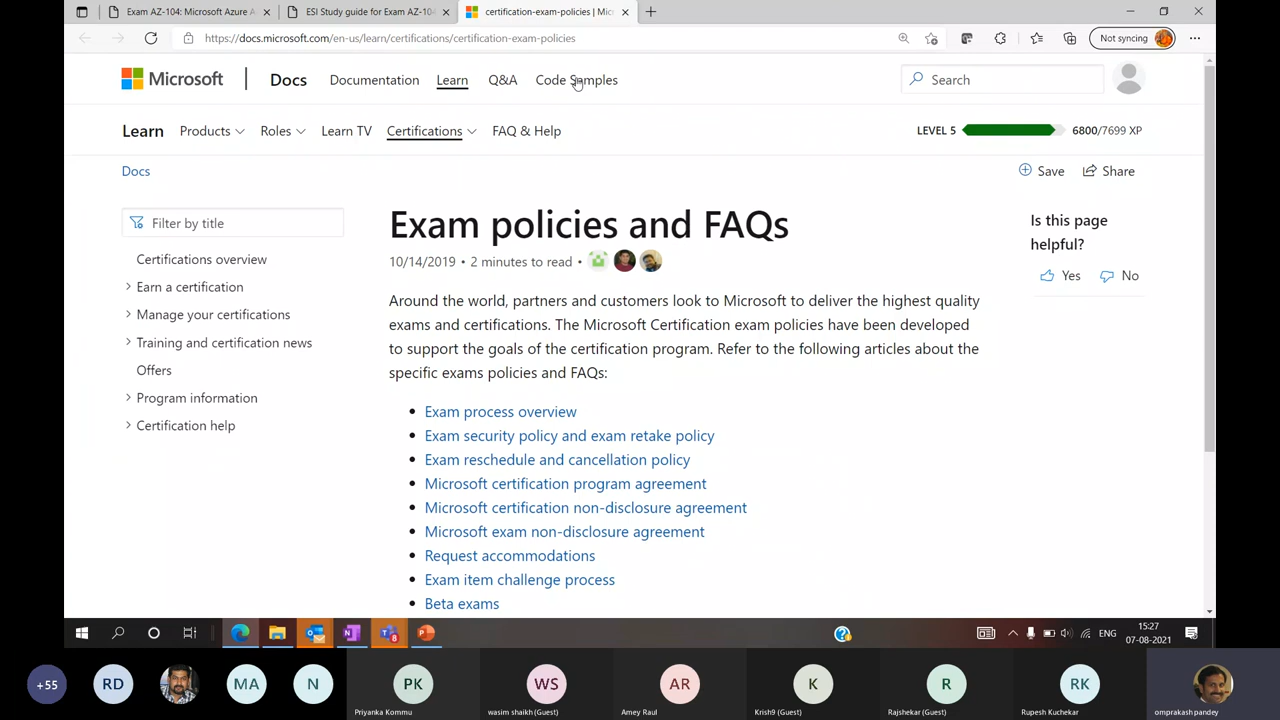 Exam AZ-104: Microsoft Azure A
ESI Study guide for Exam AZ-104
certification-exam-policies | Mic
https://docs.microsoft.com/en-us/learn/certifications/certification-exam-policies
Not syncing
Microsoft
Docs
Documentation
Learn
Q&A
Code Samples
Search
Learn
Products
Roles
Learn TV
Certifications
FAQ & Help
LEVEL 5
6800/7699 XP
Docs
Save
Share
Filter by title
Certifications overview
Earn a certification
Manage your certifications
Training and certification news
Offers
Program information
Certification help
Exam policies and FAQs
10/14/2019 • 2 minutes to read •
Around the world, partners and customers look to Microsoft to deliver the highest quality
exams and certifications. The Microsoft Certification exam policies have been developed
to support the goals of the certification program. Refer to the following articles about the
specific exams policies and FAQs:
• Exam process overview
• Exam security policy and exam retake policy
• Exam reschedule and cancellation policy
• Microsoft certification program agreement
• Microsoft certification non-disclosure agreement
• Microsoft exam non-disclosure agreement
• Request accommodations
• Exam item challenge process
• Beta exams
Is this page
helpful?
Yes
No
8
ENG
15:27
07-08-2021
+55
RD
MA
N
PK
Priyanka Kommu
WS
wasim shaikh (Guest)
AR
Amey Raul
K
Krish9 (Guest)
R
Rajshekar (Guest)
RK
Rupesh Kuchekar
omprakash pandey